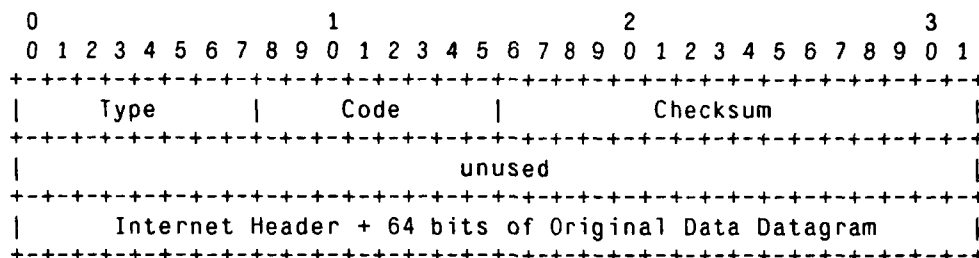 0                   1                   2                   3
 0 1 2 3 4 5 6 7 8 9 0 1 2 3 4 5 6 7 8 9 0 1 2 3 4 5 6 7 8 9 0 1
+-+-+-+-+-+-+-+-+-+-+-+-+-+-+-+-+-+-+-+-+-+-+-+-+-+-+-+-+-+-+-+-+
|     Type      |     Code      |          Checksum             |
+-+-+-+-+-+-+-+-+-+-+-+-+-+-+-+-+-+-+-+-+-+-+-+-+-+-+-+-+-+-+-+-+
|                             unused                            |
+-+-+-+-+-+-+-+-+-+-+-+-+-+-+-+-+-+-+-+-+-+-+-+-+-+-+-+-+-+-+-+-+
|      Internet Header + 64 bits of Original Data Datagram      |
+-+-+-+-+-+-+-+-+-+-+-+-+-+-+-+-+-+-+-+-+-+-+-+-+-+-+-+-+-+-+-+-+